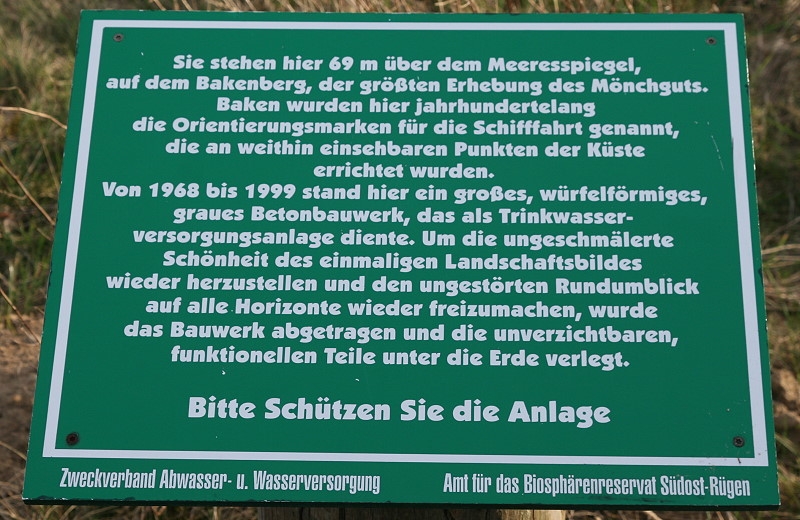 Sie stehen hier 69 m über dem Meeresspiegel,
auf dem Bakenberg, der größten Erhebung des Mönchguts.
Baken wurden hier jahrhundertelang
die Orientierungsmarken für die Schifffahrt genannt,
die an weithin einsehbaren Punkten der Küste
errichtet wurden.
Von 1968 bis 1999 stand hier ein großes, würfelförmiges,
graues Betonbauwerk, das als Trinkwasser-
versorgungsanlage diente. Um die ungeschmälerte
Schönheit des einmaligen Landschaftsbildes
wieder herzustellen und den ungestörten Rundumblick
auf alle Horizonte wieder freizumachen, wurde
das Bauwerk abgetragen und die unverzichtbaren,
funktionellen Teile unter die Erde verlegt.
Bitte Schützen Sie die Anlage
Zweckverband Abwasser- u. Wasserversorgung
Amt für das Biosphärenreservat Südost-Rügen